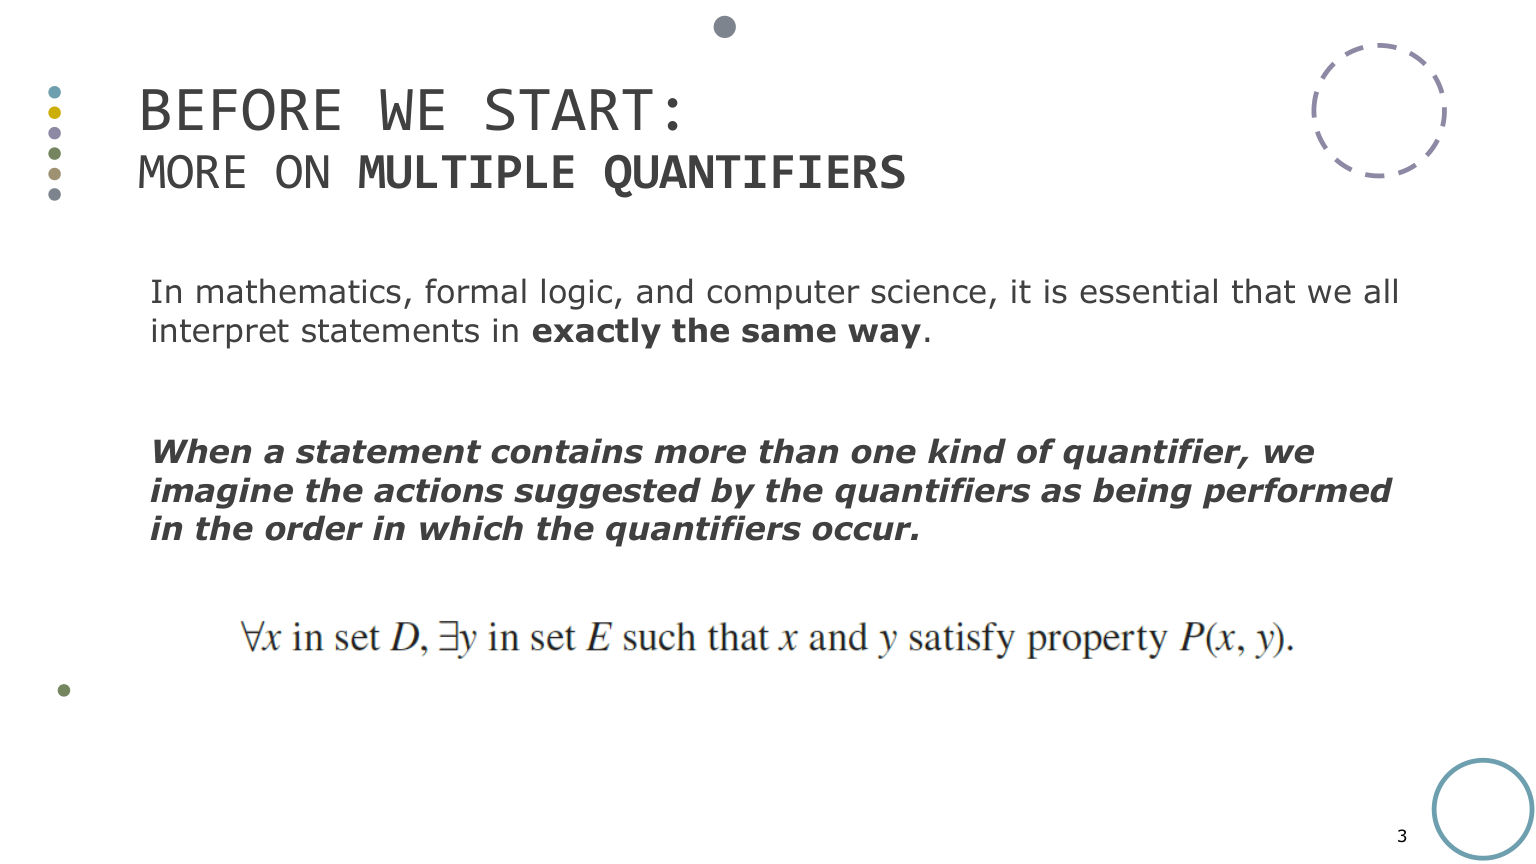 BEFORE WE START:
MORE ON MULTIPLE QUANTIFIERS
In mathematics, formal logic, and computer science, it is essential that we all
interpret statements in exactly the same way.
When a statement contains more than one kind of quantifier, we
imagine the actions suggested by the quantifiers as being performed
in the order in which the quantifiers occur.
∀x in set D, ∃y in set E such that x and y satisfy property P(x, y).
3